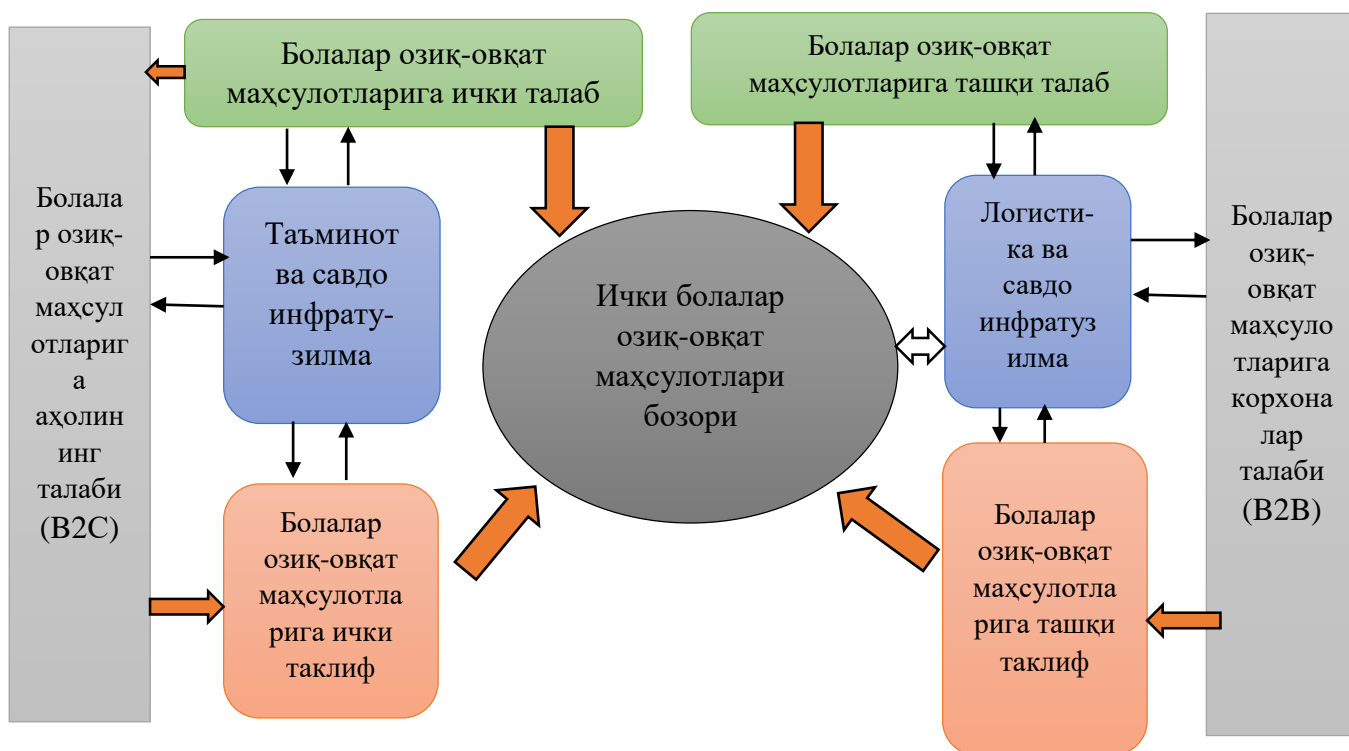 Болалар озиқ-овқат
маҳсулотларига ички талаб
Болалар озиқ-овқат
маҳсулотларига ташқи талаб
Болала
р озиқ-
овқат
маҳсул
отлариг
а
аҳолин
инг
талаби
(B2C)
Таъминот
ва савдо
инфрату-
зилма
Ички болалар
озиқ-овқат
маҳсулотлари
бозори
Логисти-
ка ва
савдо
инфратуз
илма
Болалар
озиқ-
овқат
маҳсуло
тларига
корхона
лар
талаби
(B2B)
Болалар
озиқ-овқат
маҳсулотла
рига ички
таклиф
Болалар
озиқ-овқат
маҳсулотла
рига ташқи
таклиф